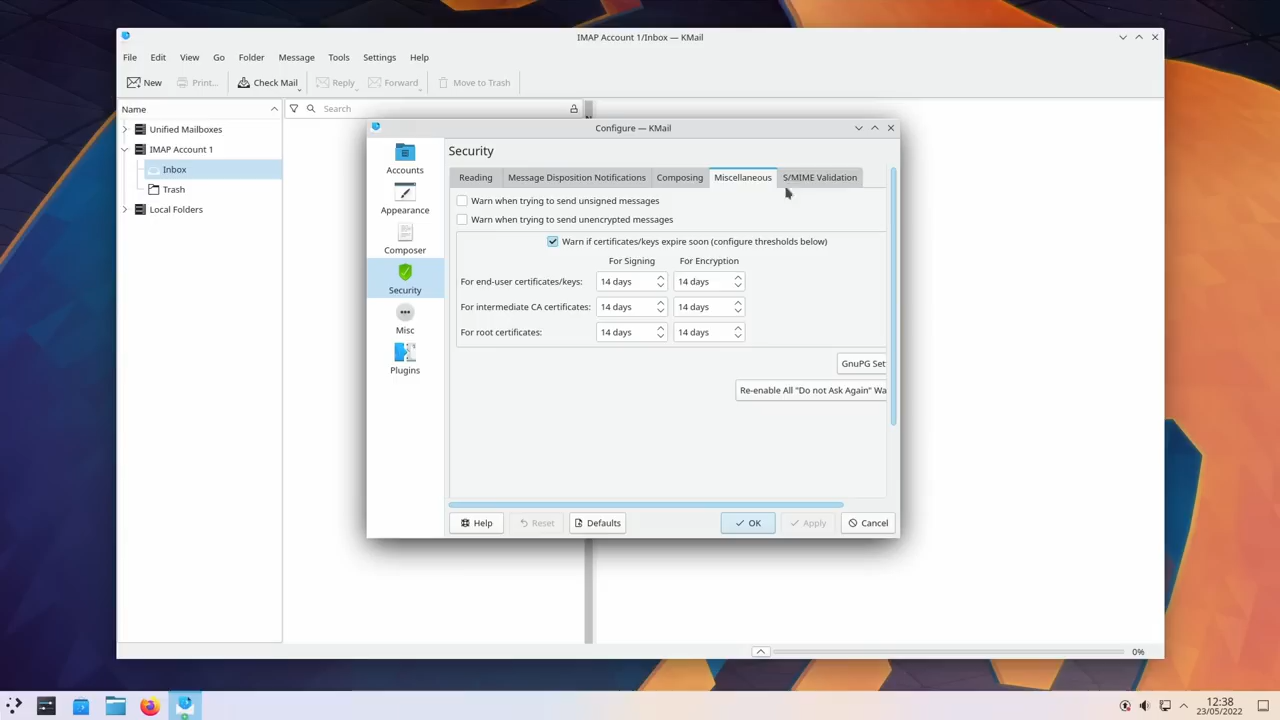 IMAP Account 1/Inbox — KMail
File Edit View Go Folder Message Tools Settings Help
New Print... Check Mail Reply Forward Move to Trash
Name
Search
Unified Mailboxes
IMAP Account 1
Inbox
Trash
Local Folders
Configure — KMail
Accounts
Appearance
Composer
Security
Misc
Plugins
Security
Reading Message Disposition Notifications Composing Miscellaneous S/MIME Validation
Warn when trying to send unsigned messages
Warn when trying to send unencrypted messages
Warn if certificates/keys expire soon (configure thresholds below)
For Signing For Encryption
For end-user certificates/keys: 14 days 14 days
For intermediate CA certificates: 14 days 14 days
For root certificates: 14 days 14 days
GnuPG Set
Re-enable All "Do not Ask Again" Wa
Help Reset Defaults OK Apply Cancel
0%
12:38
23/05/2022